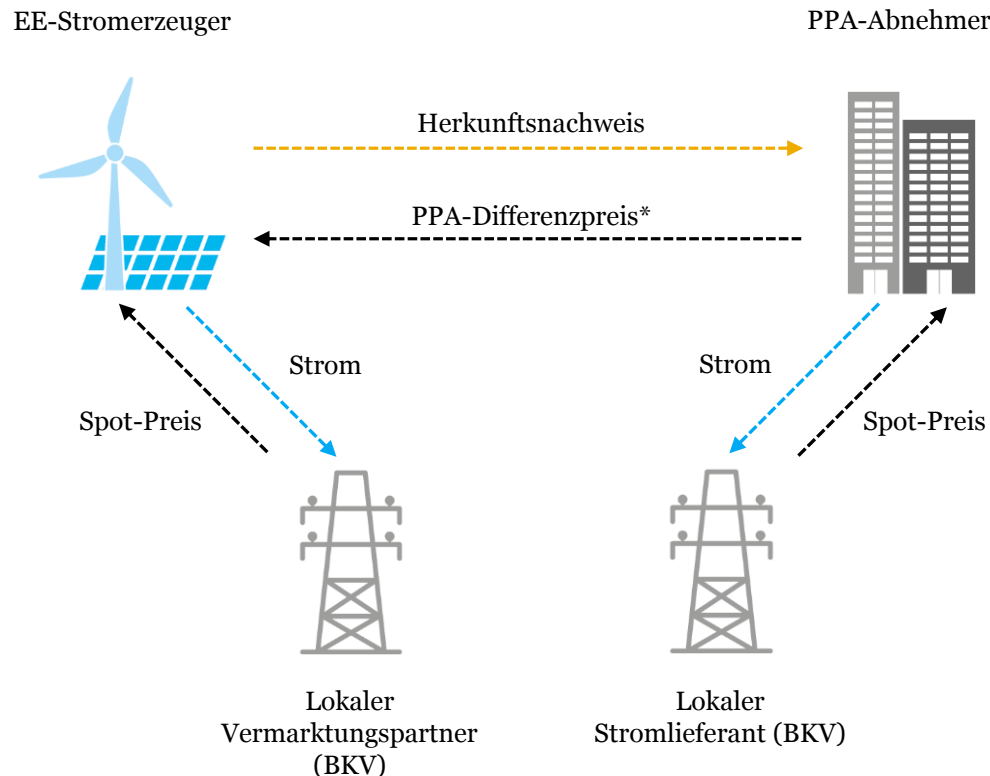 EE-Stromerzeuger
PPA-Abnehmer
Herkunftsnachweis
PPA-Differenzpreis*
Strom
Strom
Spot-Preis
Spot-Preis
Lokaler
Vermarktungspartner
(BKV)
Lokaler
Stromlieferant (BKV)